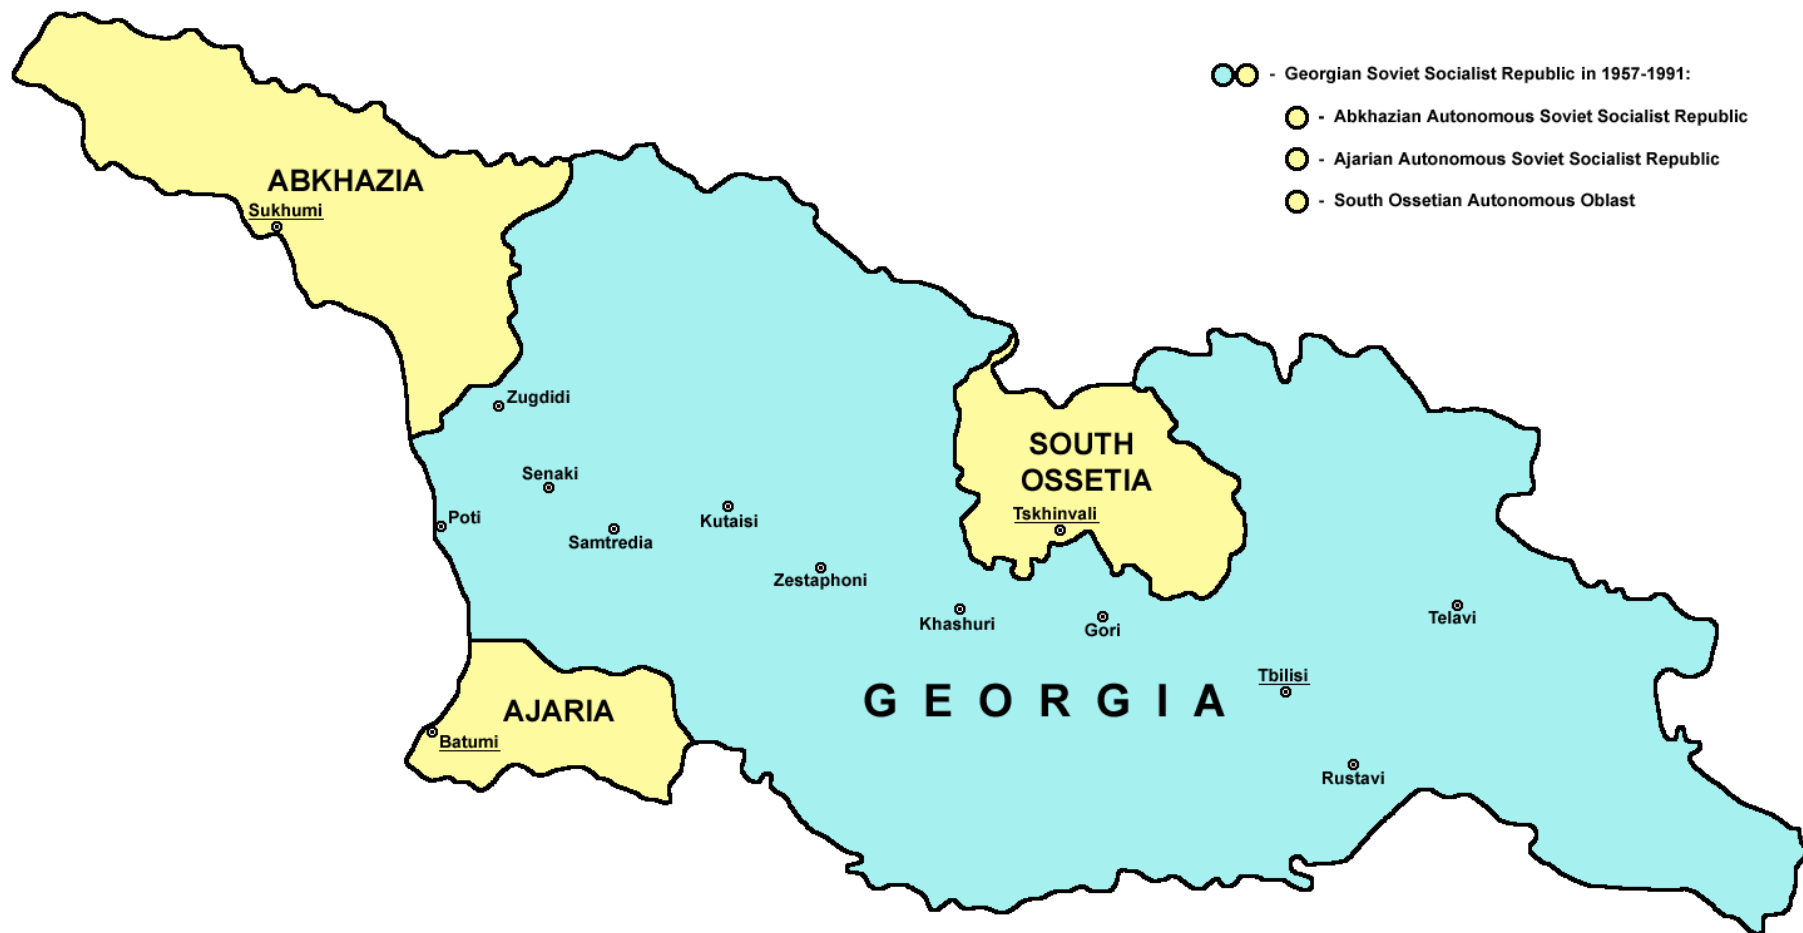 - Georgian Soviet Socialist Republic in 1957-1991:
- Abkhazian Autonomous Soviet Socialist Republic
- Ajarian Autonomous Soviet Socialist Republic
- South Ossetian Autonomous Oblast
ABKHAZIA
Sukhumi
Zugdidi
Senaki
Poti
Samtredia
Kutaisi
Zestaphoni
SOUTH
OSSETIA
Tskhinvali
Khashuri
Gori
Telavi
Tbilisi
GEORGIA
AJARIA
Batumi
Rustavi